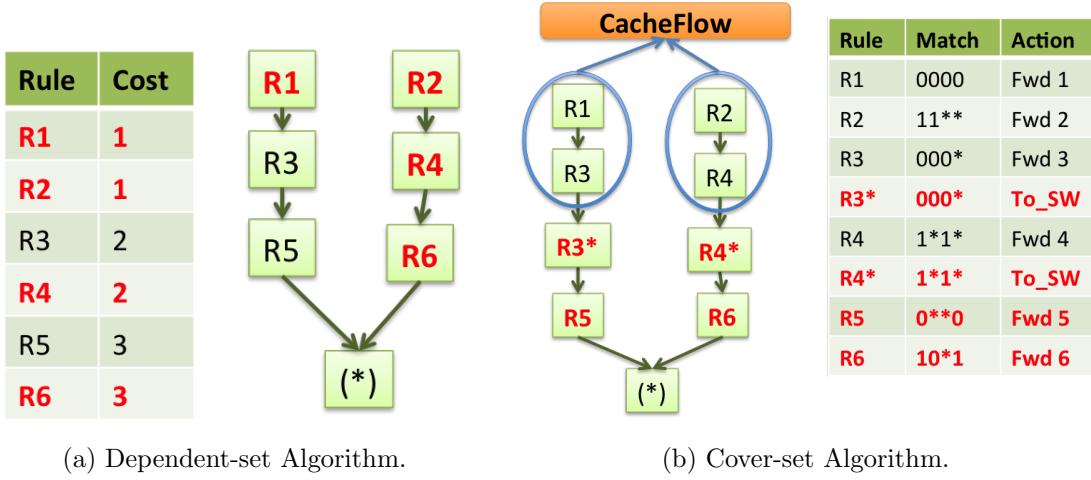 Rule Cost
R1 1
R2 1
R3 2
R4 2
R5 3
R6 3
R1 R2
R3 R4
R5 R6
(*)
(a) Dependent-set Algorithm.
CacheFlow
R1 R2
R3 R4
R3* R4*
R5 R6
(*)
Rule Match Action
R1 0000 Fwd 1
R2 11** Fwd 2
R3 000* Fwd 3
R3* 000* To_SW
R4 1*1* Fwd 4
R4* 1*1* To_SW
R5 0**0 Fwd 5
R6 10*1 Fwd 6
(b) Cover-set Algorithm.